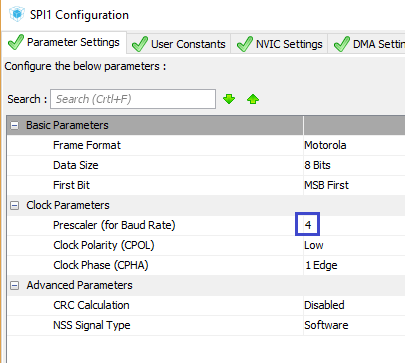 SPI1 Configuration
Parameter Settings User Constants NVIC Settings DMA Settin
Configure the below parameters :
Search : Search (Crtl+F)
Basic Parameters
Frame Format Motorola
Data Size 8 Bits
First Bit MSB First
Clock Parameters
Prescaler (for Baud Rate) 4
Clock Polarity (CPOL) Low
Clock Phase (CPHA) 1 Edge
Advanced Parameters
CRC Calculation Disabled
NSS Signal Type Software